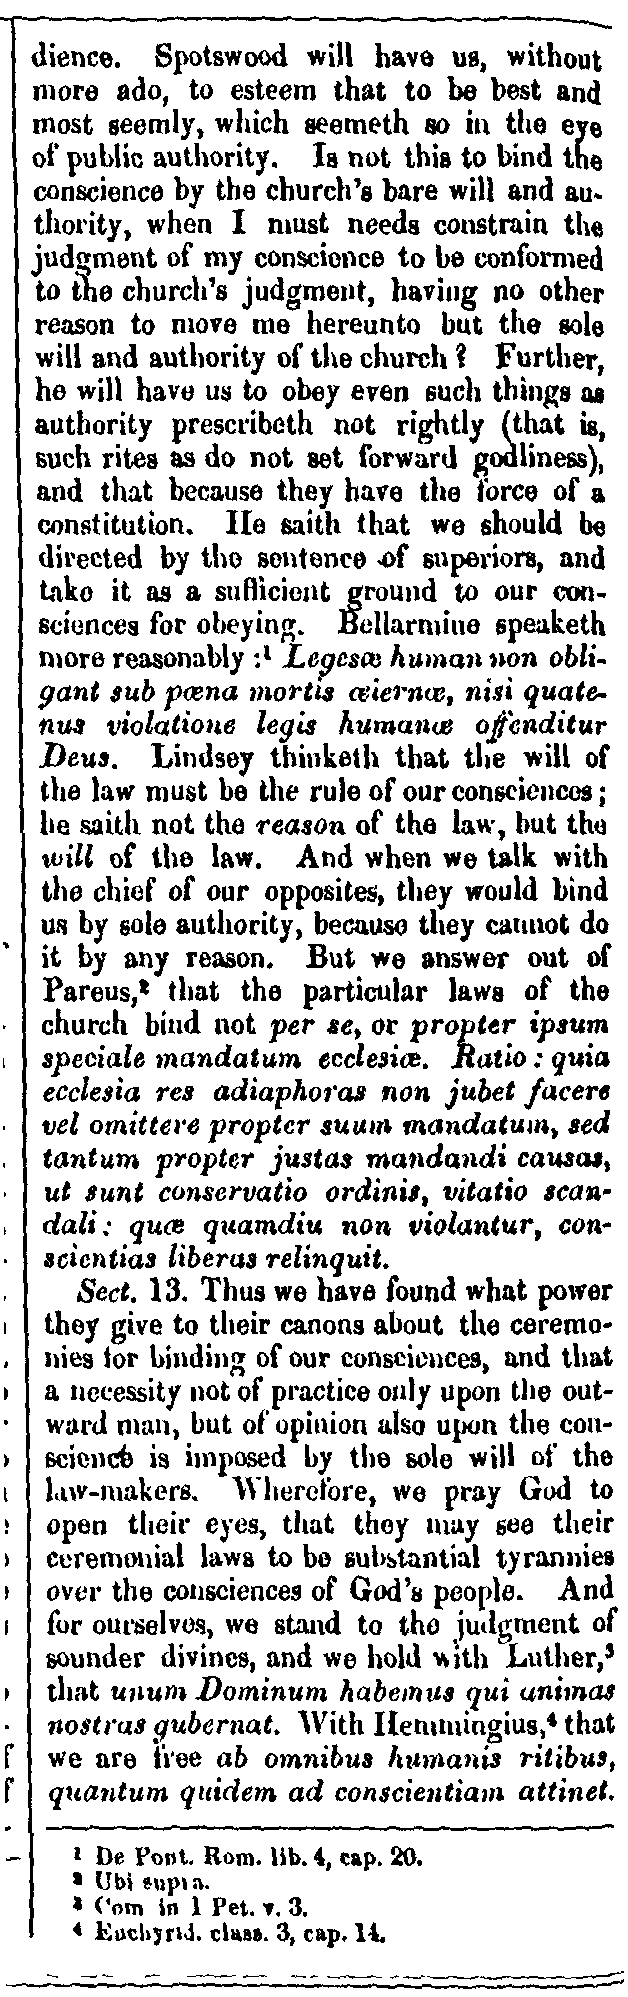 dience. Spotswood will have us, without
more ado, to esteem that to be best and
most seemly, which seemeth so in the eye
of public authority. Is not this to bind the
conscience by the church's bare will and au-
thority, when I must needs constrain the
judgment of my conscience to be conformed
to the church's judgment, having no other
reason to move me hereunto but the sole
will and authority of the church? Further,
he will have us to obey even such things as
authority prescribeth not rightly (that is,
such rites as do not set forward godliness),
and that because they have the force of a
constitution. He saith that we should be
directed by the sentence of superiors, and
take it as a sufficient ground to our con-
sciences for obeying. Bellarmine speaketh
more reasonably :¹ Legesæ human non obli-
gant sub pœna mortis æiernæ, nisi quate-
nus violatione legis humanæ offenditur
Deus. Lindsey thinketh that the will of
the law must be the rule of our consciences;
he saith not the reason of the law, but the
will of the law. And when we talk with
the chief of our opposites, they would bind
us by sole authority, because they cannot do
it by any reason. But we answer out of
Pareus,² that the particular laws of the
church bind not per se, or propter ipsum
speciale mandatum ecclesiæ. Ratio: quia
ecclesia res adiaphoras non jubet facere
vel omittere propter suum mandatum, sed
tantum propter justas mandandi causas,
ut sunt conservatio ordinis, vitatio scan-
dali: quæ quamdiu non violantur, con-
scientias liberas relinquit.
Sect. 13. Thus we have found what power
they give to their canons about the ceremo-
nies for binding of our consciences, and that
a necessity not of practice only upon the out-
ward man, but of opinion also upon the con-
science is imposed by the sole will of the
law-makers. Wherefore, we pray God to
open their eyes, that they may see their
ceremonial laws to be substantial tyrannies
over the consciences of God's people. And
for ourselves, we stand to the judgment of
sounder divines, and we hold with Luther,³
that unum Dominum habemus qui animas
nostras gubernat. With Hemmingius,⁴ that
we are free ab omnibus humanis ritibus,
quantum quidem ad conscientiam attinet.
¹ De Pont. Rom. lib. 4, cap. 20.
² Ubi supra.
³ Com in 1 Pet. v. 3.
⁴ Enchyrid. class. 3, cap. 14.